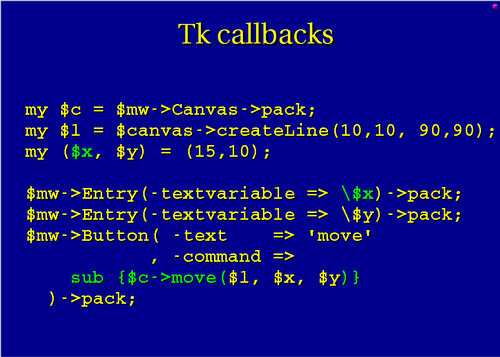 Tk callbacks
my $c = $mw->Canvas->pack;
my $l = $canvas->createLine(10,10, 90,90);
my ($x, $y) = (15,10);
$mw->Entry(-textvariable => \$x)->pack;
$mw->Entry(-textvariable => \$y)->pack;
$mw->Button( -text    => 'move'
           , -command =>
    sub {$c->move($l, $x, $y)}
  )->pack;